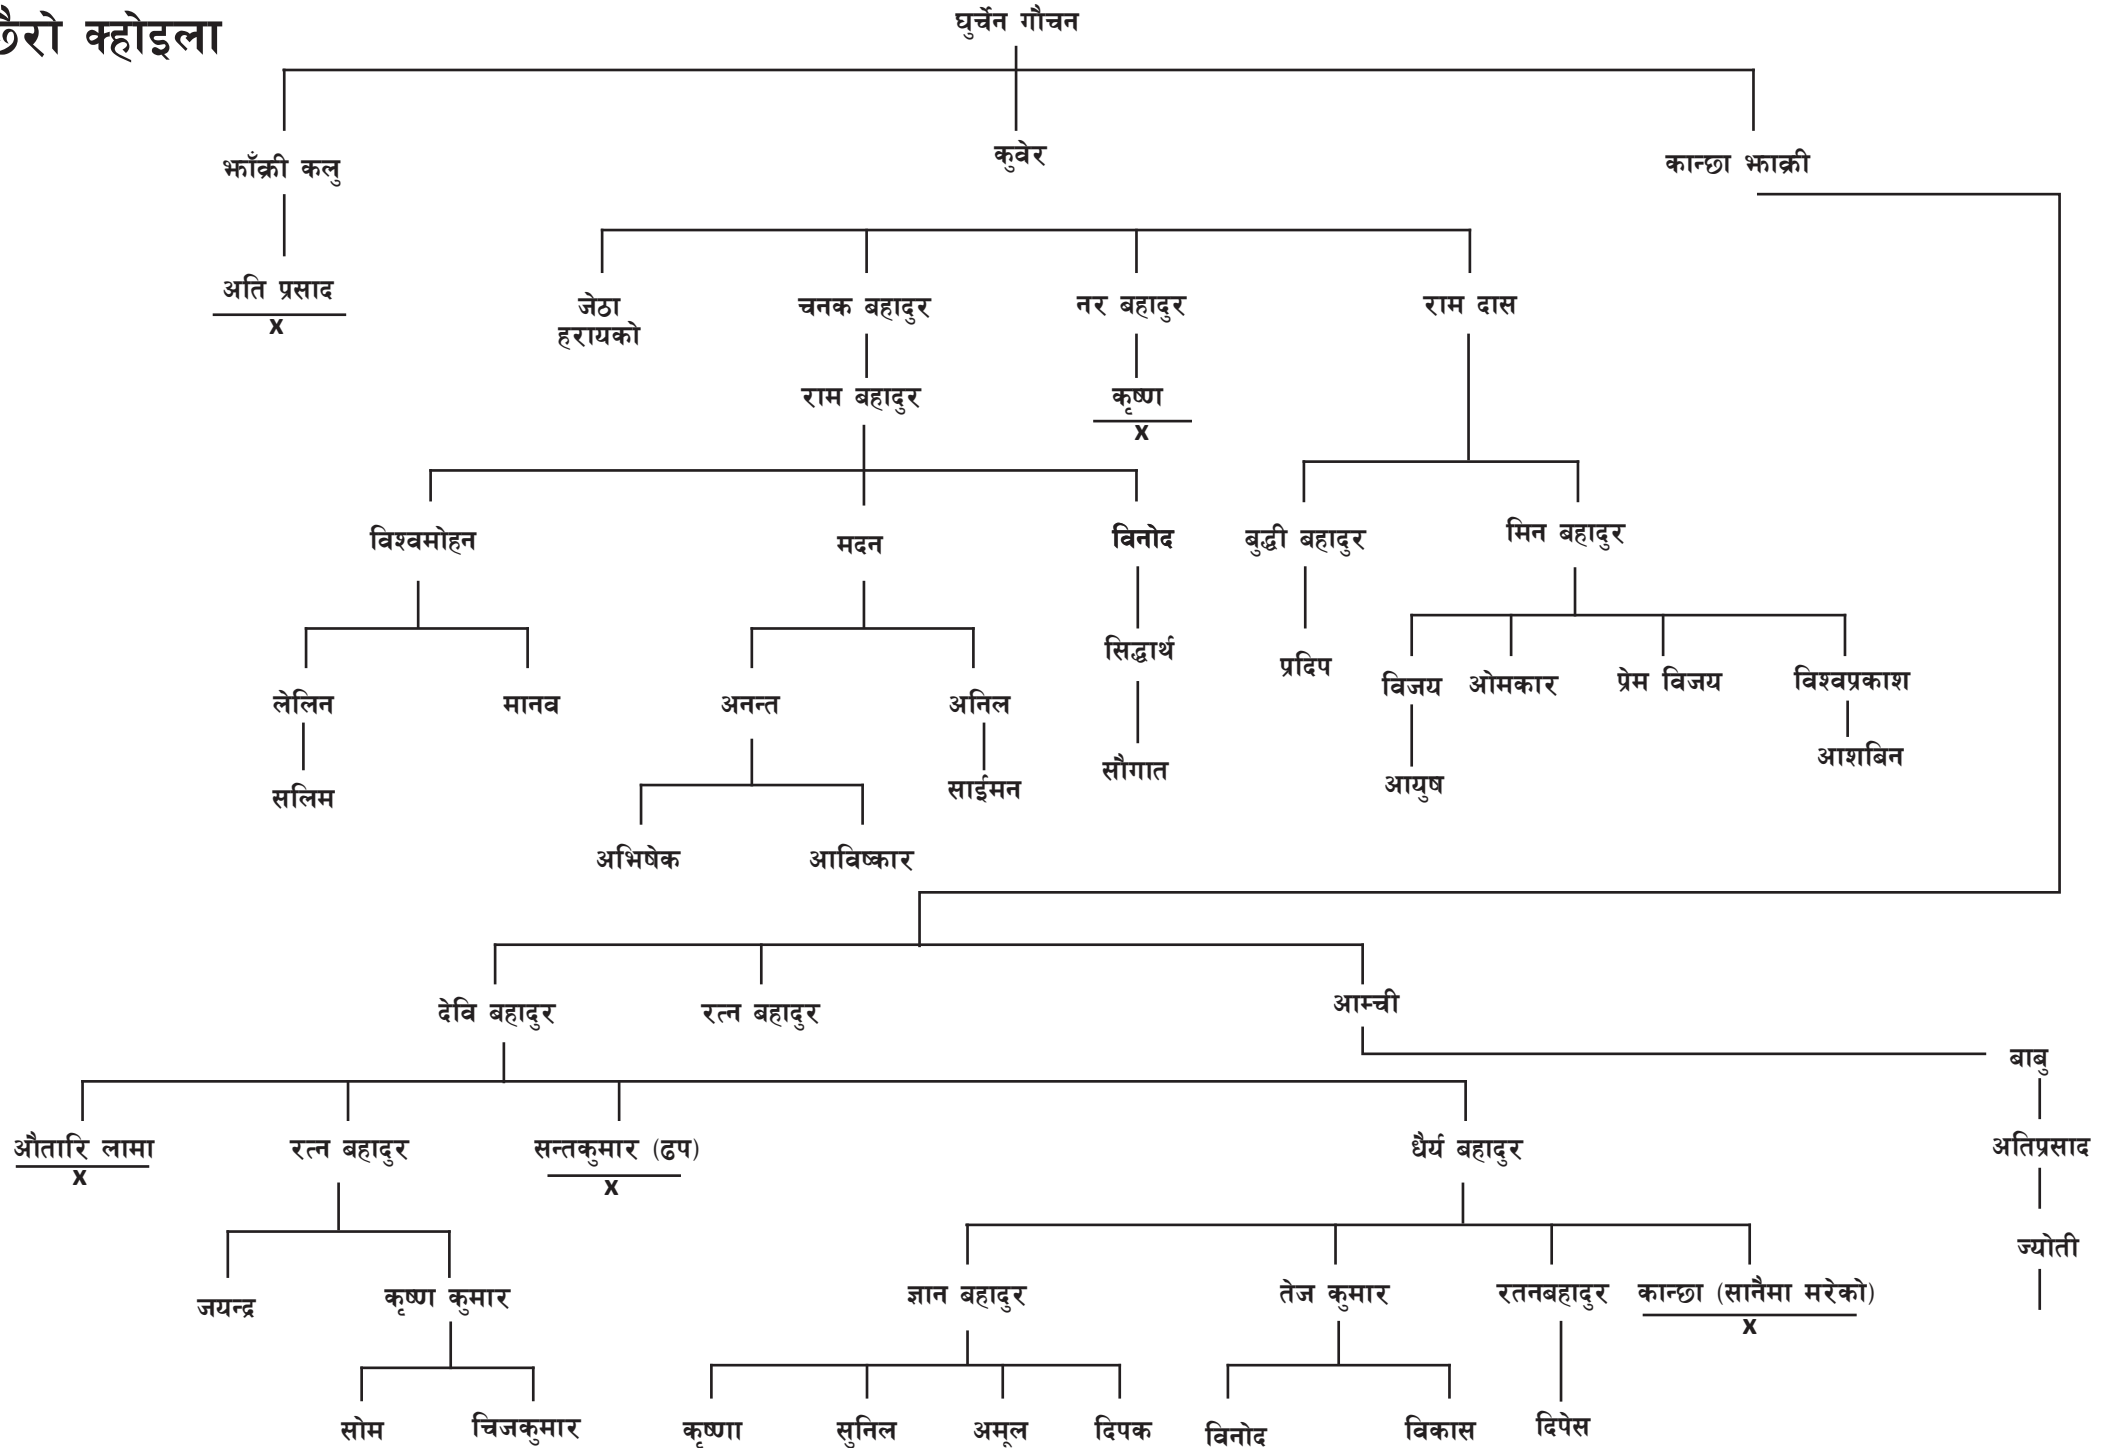 छैरो क्होइला
घुर्चेन गौचन
झाँक्री कलु
कुवेर
कान्छा झाक्री
अति प्रसाद
x
जेठा
हरायको
चनक बहादुर
नर बहादुर
राम दास
राम बहादुर
कृष्ण
x
विश्वमोहन
मदन
विनोद
बुद्धी बहादुर
मिन बहादुर
सिद्धार्थ
प्रदिप
विजय
ओमकार
प्रेम विजय
विश्वप्रकाश
लेलिन
मानव
अनन्त
अनिल
सौगात
आशबिन
सलिम
साईमन
आयुष
अभिषेक
आविष्कार
देवि बहादुर
रत्न बहादुर
आम्ची
बाबु
औतारि लामा
x
रत्न बहादुर
सन्तकुमार (ढप)
x
धैर्य बहादुर
अतिप्रसाद
ज्योती
जयन्द्र
कृष्ण कुमार
ज्ञान बहादुर
तेज कुमार
रतनबहादुर
कान्छा (सानैमा मरेको)
x
सोम
चिजकुमार
कृष्णा
सुनिल
अमूल
दिपक
विनोद
विकास
दिपेस